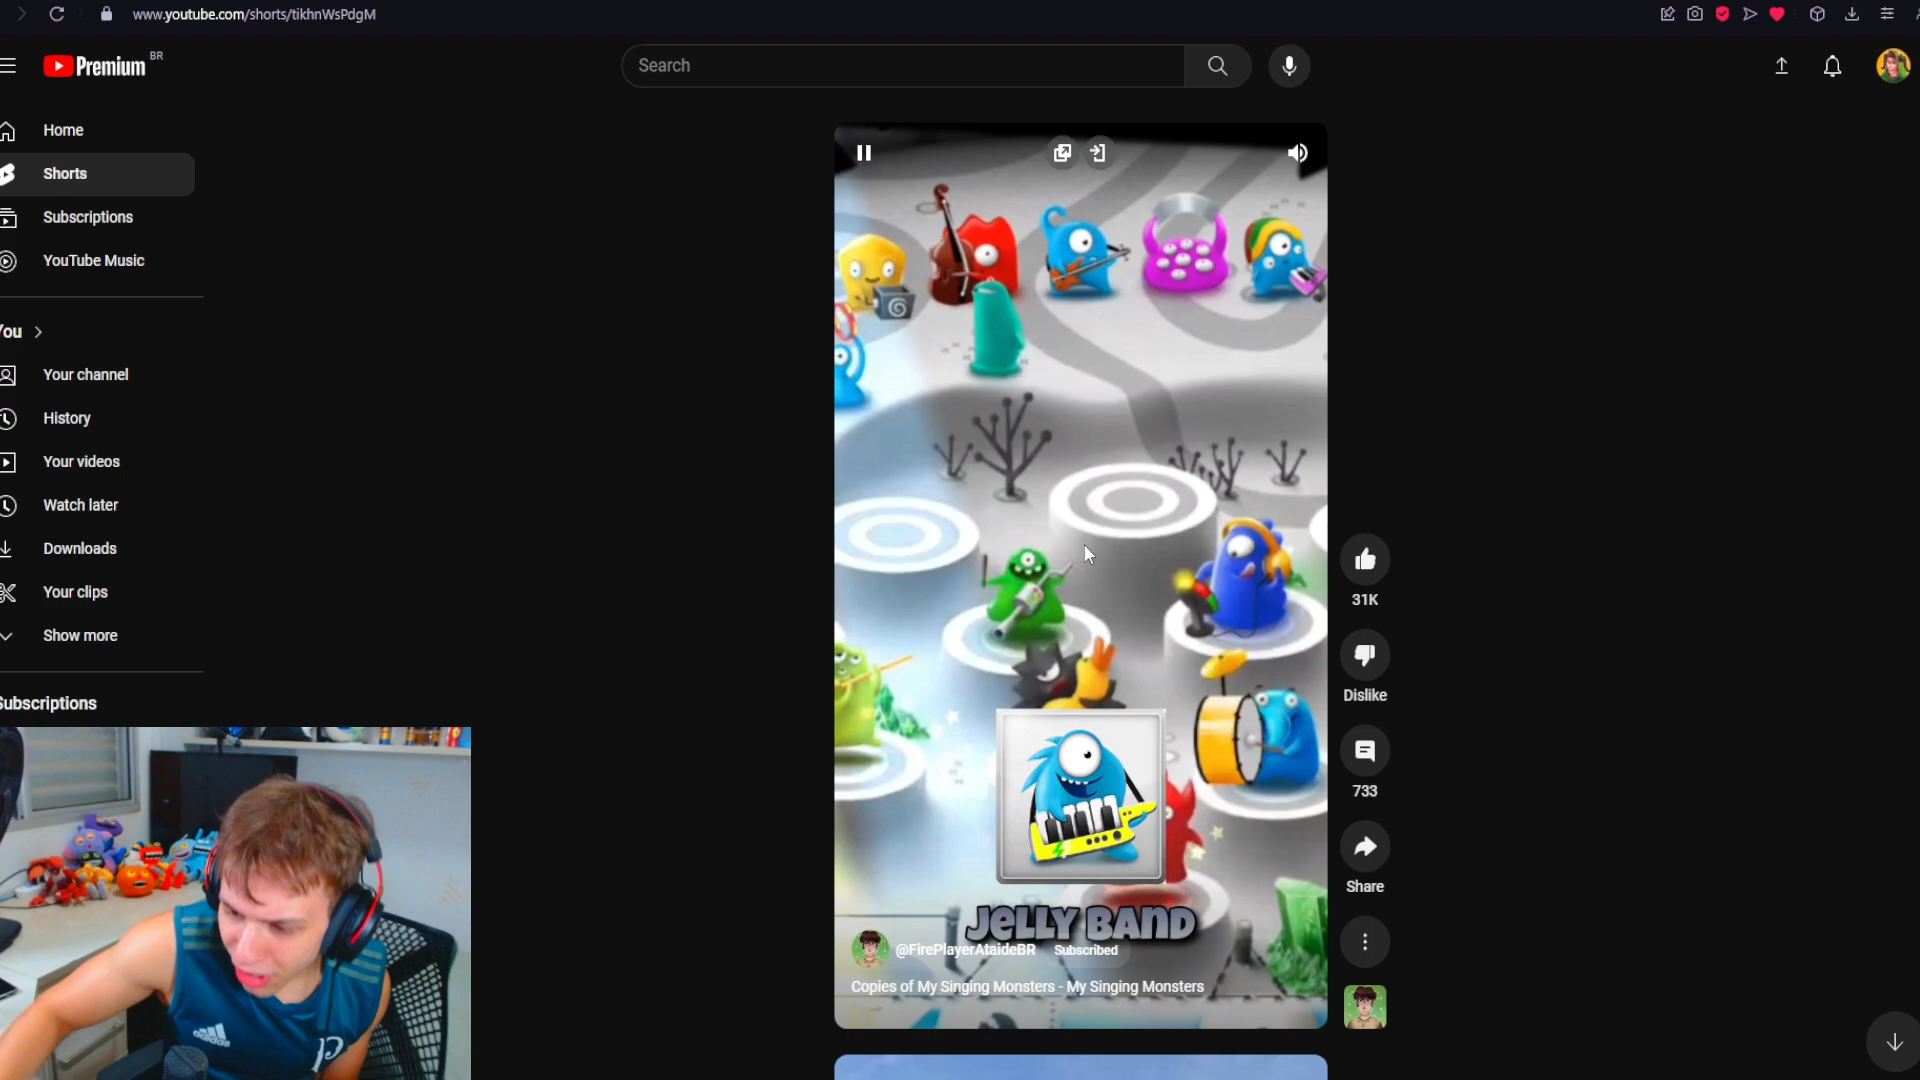 www.youtube.com/shorts/tikhnWsPdgM
Premium BR
Search
Home
Shorts
Subscriptions
YouTube Music
You
Your channel
History
Your videos
Watch later
Downloads
Your clips
Show more
Subscriptions
JELLY BAND
@FirePlayerAtaideBR Subscribed
Copies of My Singing Monsters - My Singing Monsters
31K
Dislike
733
Share
adidas